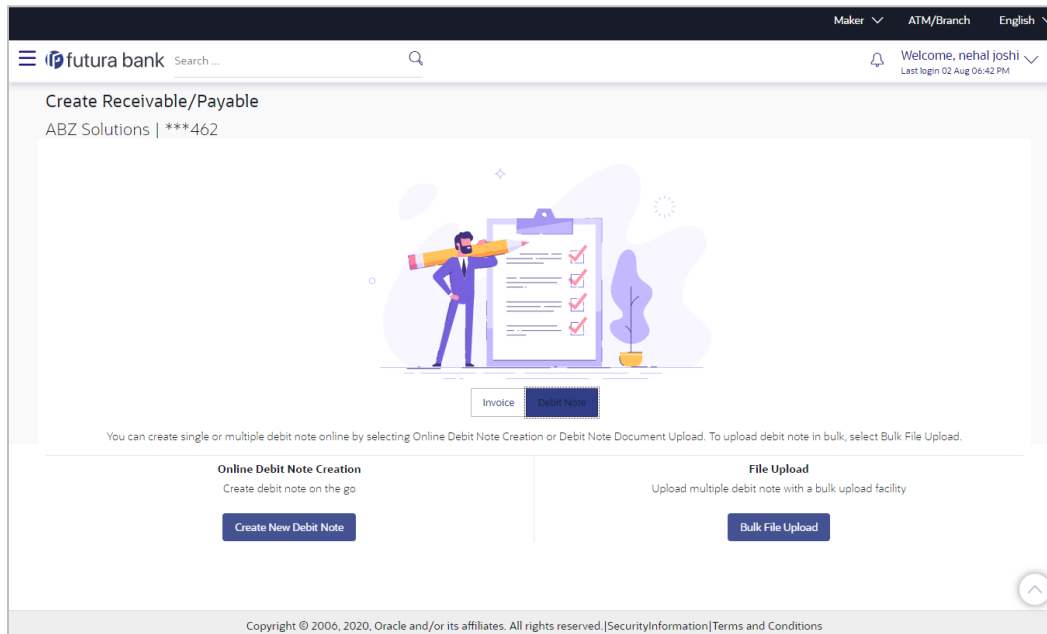 Maker ATM/Branch English
futura bank Search ... Welcome, nehal joshi
Last login 02 Aug 06:42 PM
Create Receivable/Payable
ABZ Solutions | ***462
Invoice Debit Note
You can create single or multiple debit note online by selecting Online Debit Note Creation or Debit Note Document Upload. To upload debit note in bulk, select Bulk File Upload.
Online Debit Note Creation File Upload
Create debit note on the go Upload multiple debit note with a bulk upload facility
Create New Debit Note Bulk File Upload
Copyright © 2006, 2020, Oracle and/or its affiliates. All rights reserved.|SecurityInformation|Terms and Conditions